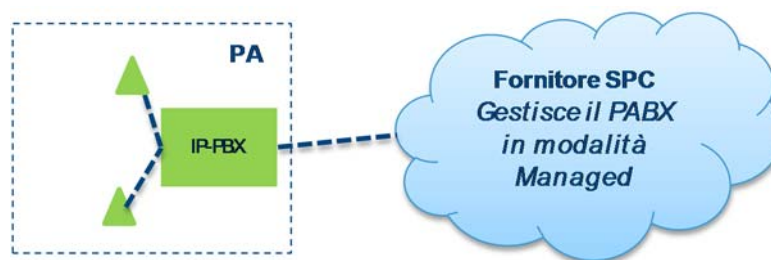 PA
IP-PBX
Fornitore SPC
Gestisce il PABX
in modalità
Managed